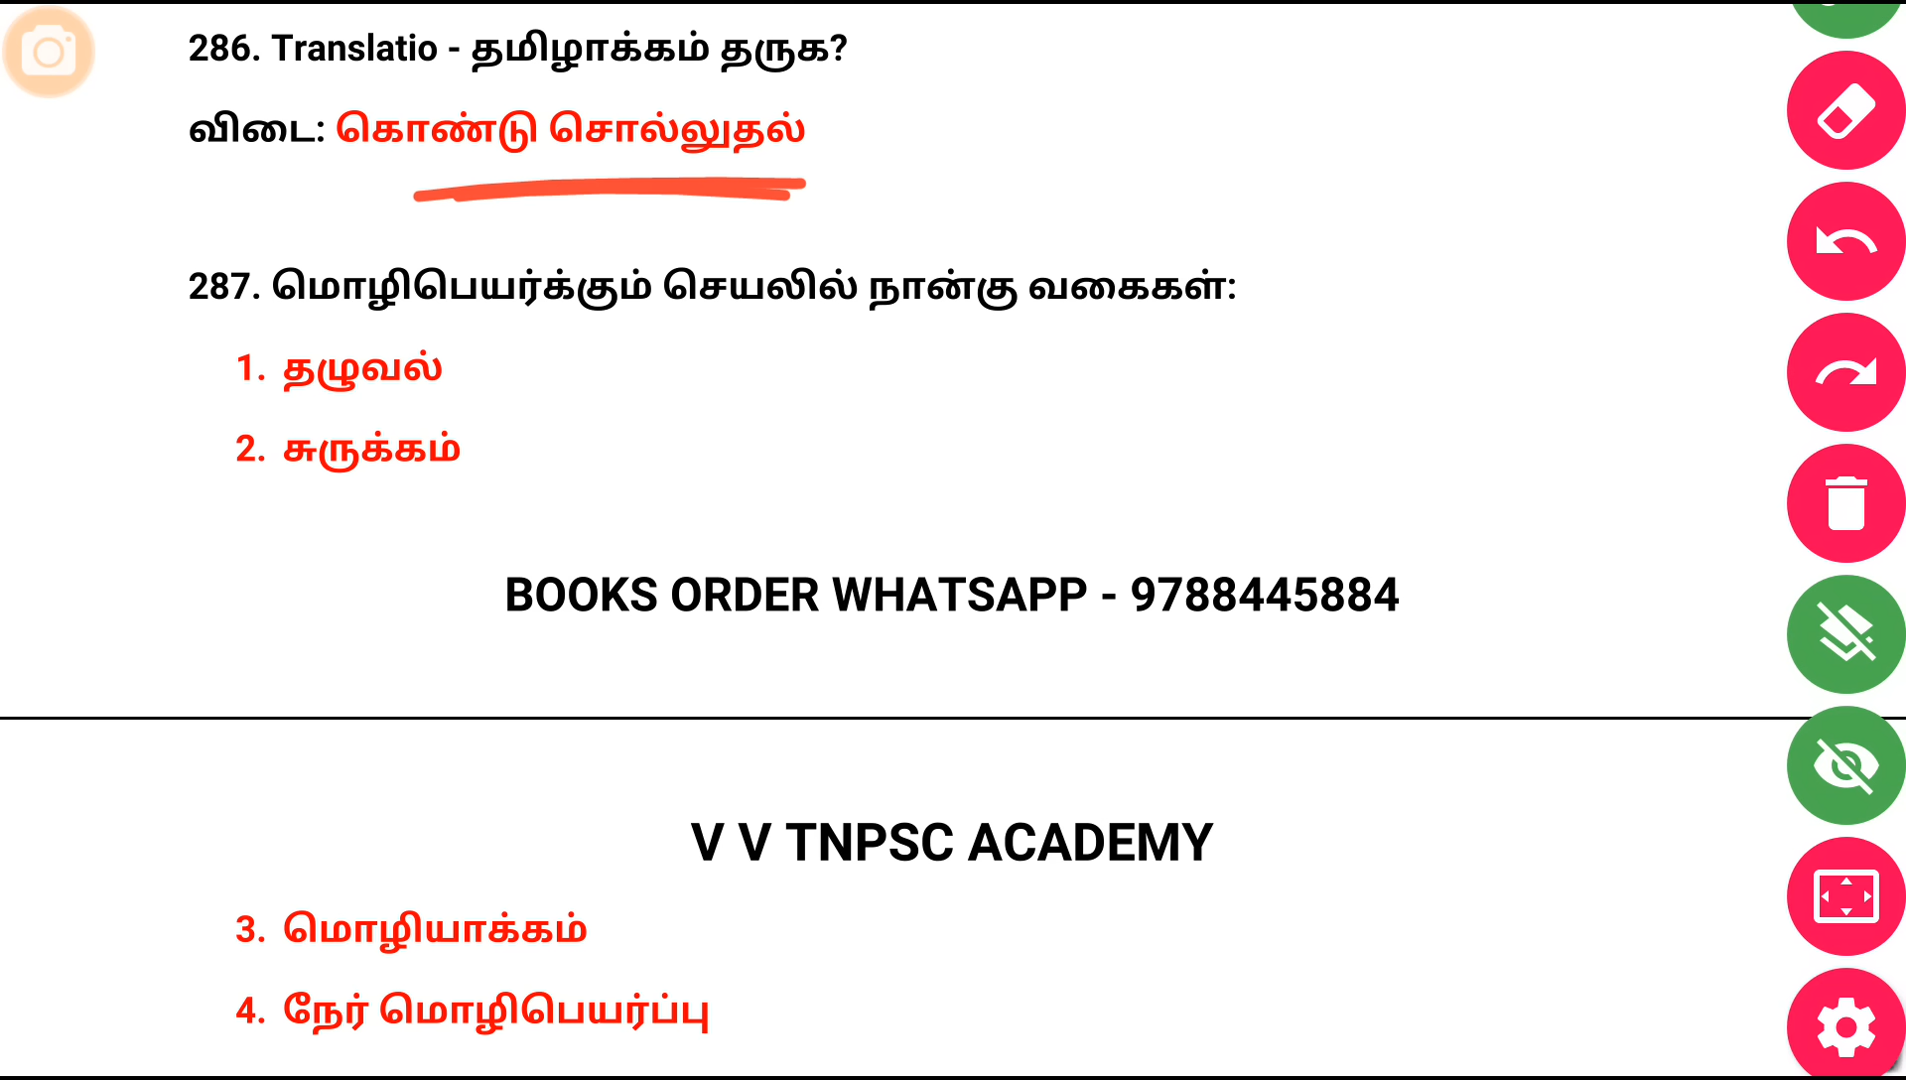 286. Translatio - தமிழாக்கம் தருக?
விடை: கொண்டு சொல்லுதல்
287. மொழிபெயர்க்கும் செயலில் நான்கு வகைகள்:
1. தழுவல்
2. சுருக்கம்
BOOKS ORDER WHATSAPP - 9788445884
V V TNPSC ACADEMY
3. மொழியாக்கம்
4. நேர் மொழிபெயர்ப்பு